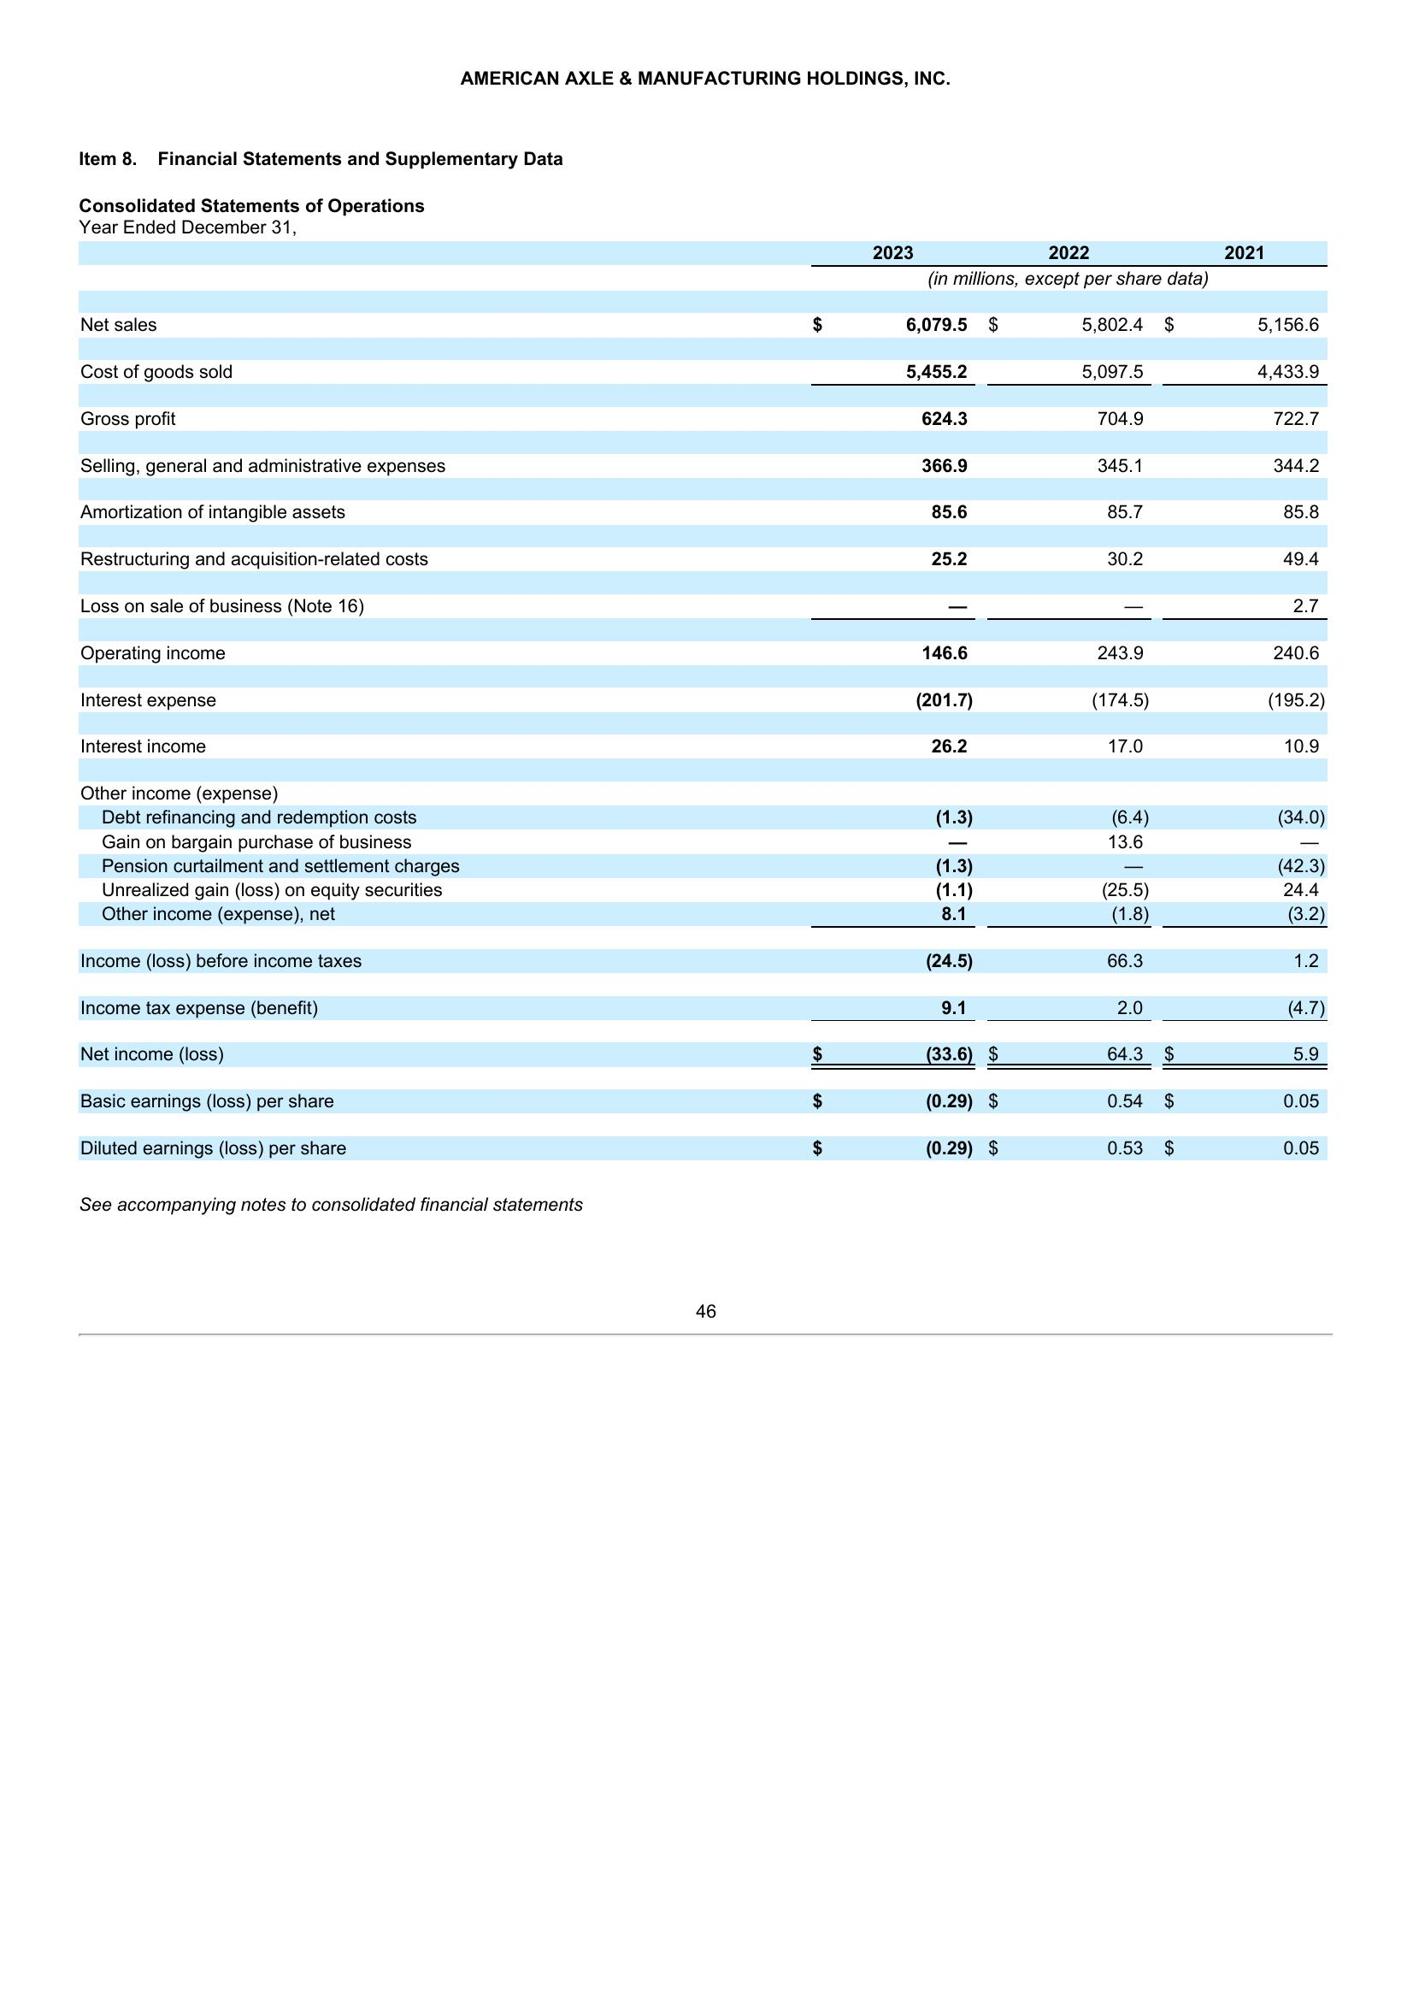 AMERICAN AXLE & MANUFACTURING HOLDINGS, INC.
Item 8. Financial Statements and Supplementary Data
Consolidated Statements of Operations
Year Ended December 31,
2023 2022 2021
(in millions, except per share data)
Net sales $ 6,079.5 $ 5,802.4 $ 5,156.6
Cost of goods sold 5,455.2 5,097.5 4,433.9
Gross profit 624.3 704.9 722.7
Selling, general and administrative expenses 366.9 345.1 344.2
Amortization of intangible assets 85.6 85.7 85.8
Restructuring and acquisition-related costs 25.2 30.2 49.4
Loss on sale of business (Note 16) — — 2.7
Operating income 146.6 243.9 240.6
Interest expense (201.7) (174.5) (195.2)
Interest income 26.2 17.0 10.9
Other income (expense)
Debt refinancing and redemption costs (1.3) (6.4) (34.0)
Gain on bargain purchase of business — 13.6 —
Pension curtailment and settlement charges (1.3) — (42.3)
Unrealized gain (loss) on equity securities (1.1) (25.5) 24.4
Other income (expense), net 8.1 (1.8) (3.2)
Income (loss) before income taxes (24.5) 66.3 1.2
Income tax expense (benefit) 9.1 2.0 (4.7)
Net income (loss) $ (33.6) $ 64.3 $ 5.9
Basic earnings (loss) per share $ (0.29) $ 0.54 $ 0.05
Diluted earnings (loss) per share $ (0.29) $ 0.53 $ 0.05
See accompanying notes to consolidated financial statements
46